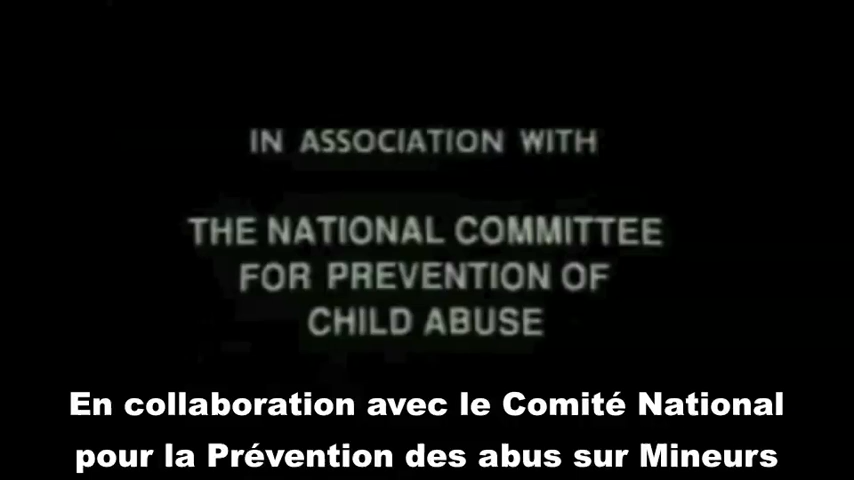 IN ASSOCIATION WITH
THE NATIONAL COMMITTEE
FOR PREVENTION OF
CHILD ABUSE
En collaboration avec le Comité National
pour la Prévention des abus sur Mineurs